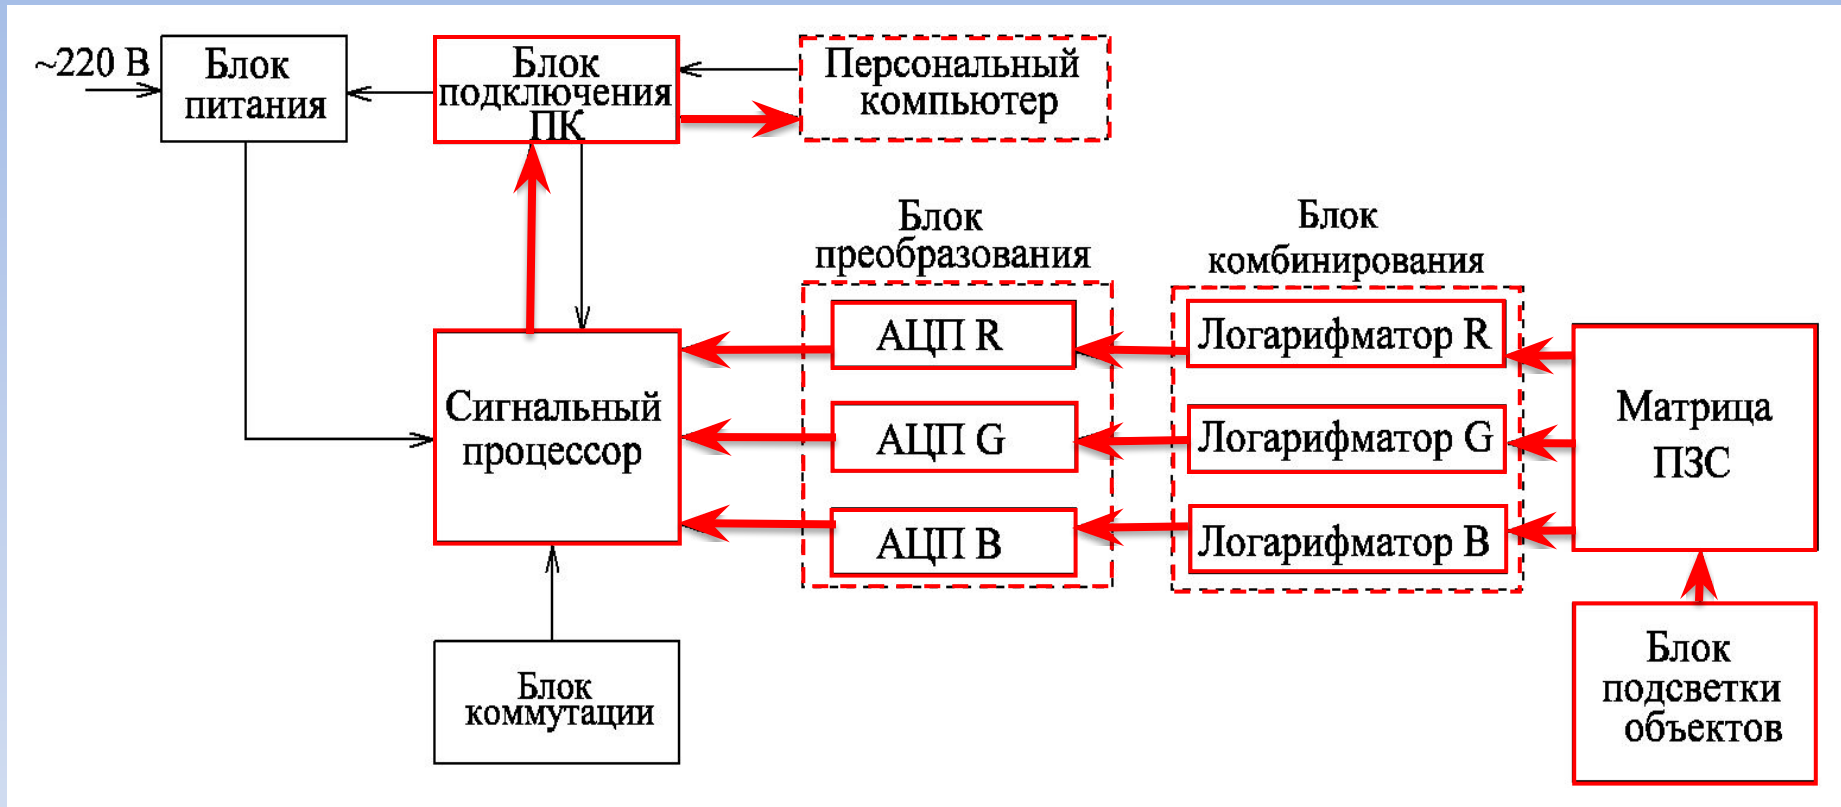 ~220 В
Блок
питания
Блок
подключения
ПК
Персональный
компьютер
Блок
преобразования
Блок
комбинирования
АЦП R
Логарифматор R
Сигнальный
процессор
АЦП G
Логарифматор G
Матрица
ПЗС
АЦП B
Логарифматор B
Блок
коммутации
Блок
подсветки
объектов